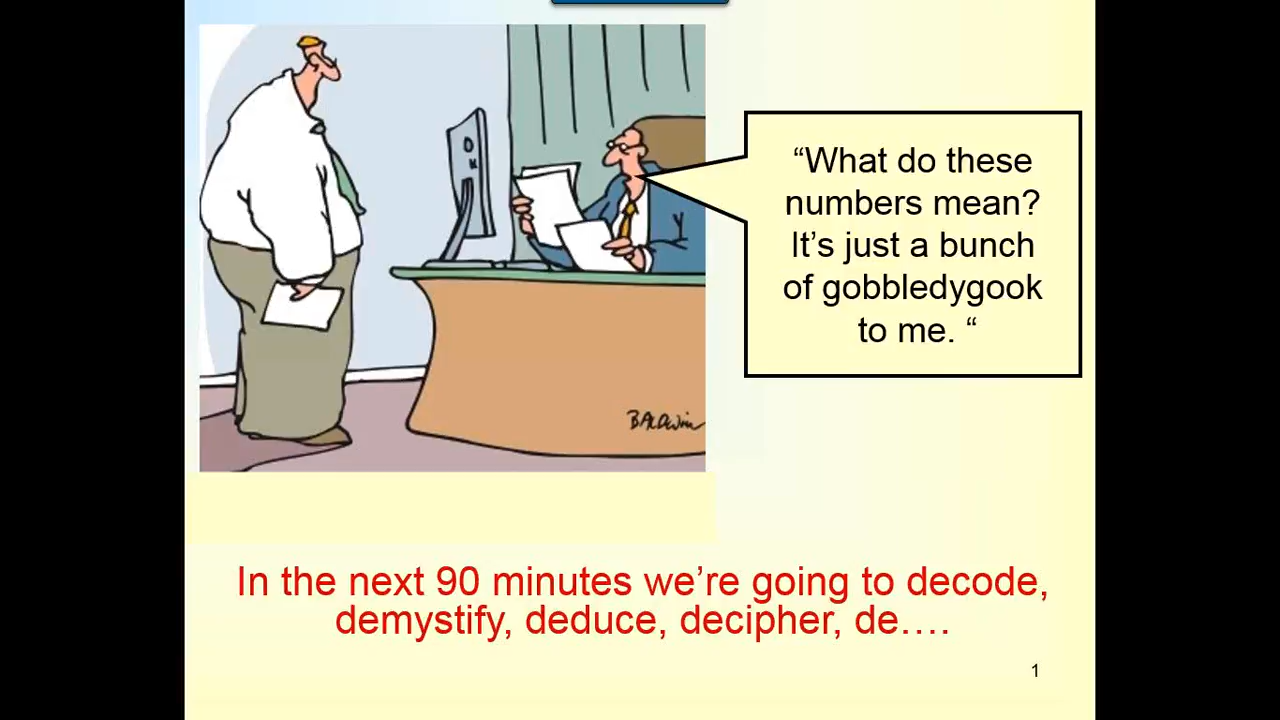 “What do these
numbers mean?
It’s just a bunch
of gobbledygook
to me. “
BALDWIN
In the next 90 minutes we’re going to decode,
demystify, deduce, decipher, de….
1